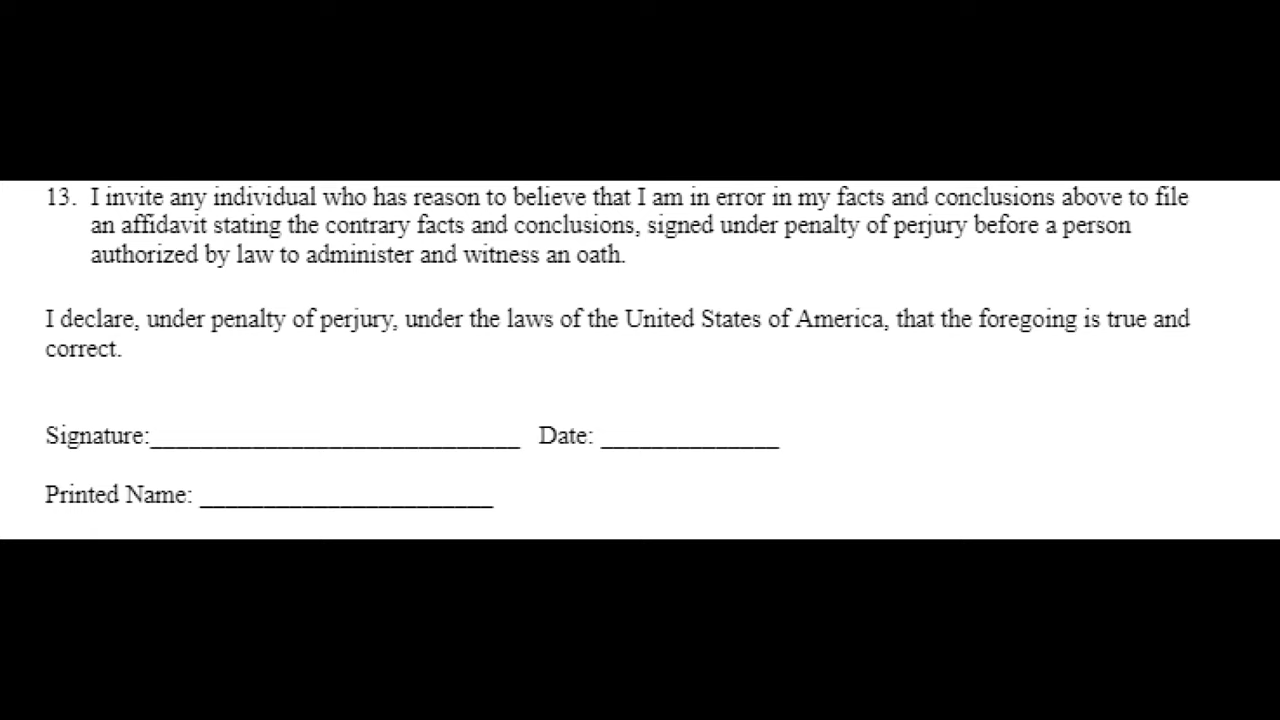 13. I invite any individual who has reason to believe that I am in error in my facts and conclusions above to file
an affidavit stating the contrary facts and conclusions, signed under penalty of perjury before a person
authorized by law to administer and witness an oath.
I declare, under penalty of perjury, under the laws of the United States of America, that the foregoing is true and
correct.
Signature:____________________________ Date: ______________
Printed Name: _______________________